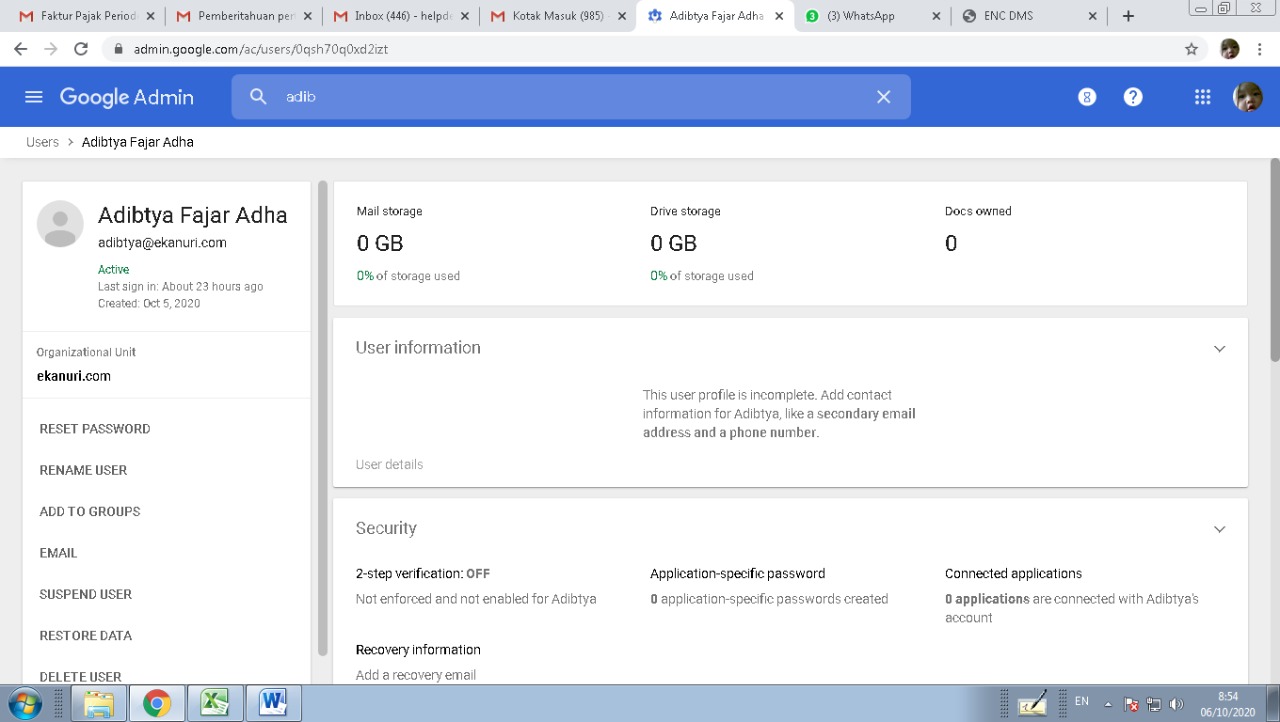 Faktur Pajak Period
Pemberitahuan per
Inbox (446) - helpde
Kotak Masuk (985) -
Adibtya Fajar Adha
3
(3) WhatsApp
ENC DMS
admin.google.com/ac/users/0qsh70q0xd2izt
Google Admin
adib
8
?
Users > Adibtya Fajar Adha
Adibtya Fajar Adha
adibtya@ekanuri.com
Active
Last sign in: About 23 hours ago
Created: Oct 5, 2020
Organizational Unit
ekanuri.com
RESET PASSWORD
RENAME USER
ADD TO GROUPS
EMAIL
SUSPEND USER
RESTORE DATA
DELETE USER
Mail storage
0 GB
0% of storage used
Drive storage
0 GB
0% of storage used
Docs owned
0
User information
This user profile is incomplete. Add contact
information for Adibtya, like a secondary email
address and a phone number.
User details
Security
2-step verification: OFF
Not enforced and not enabled for Adibtya
Application-specific password
0 application-specific passwords created
Connected applications
0 applications are connected with Adibtya's
account
Recovery information
Add a recovery email
EN
8:54
06/10/2020